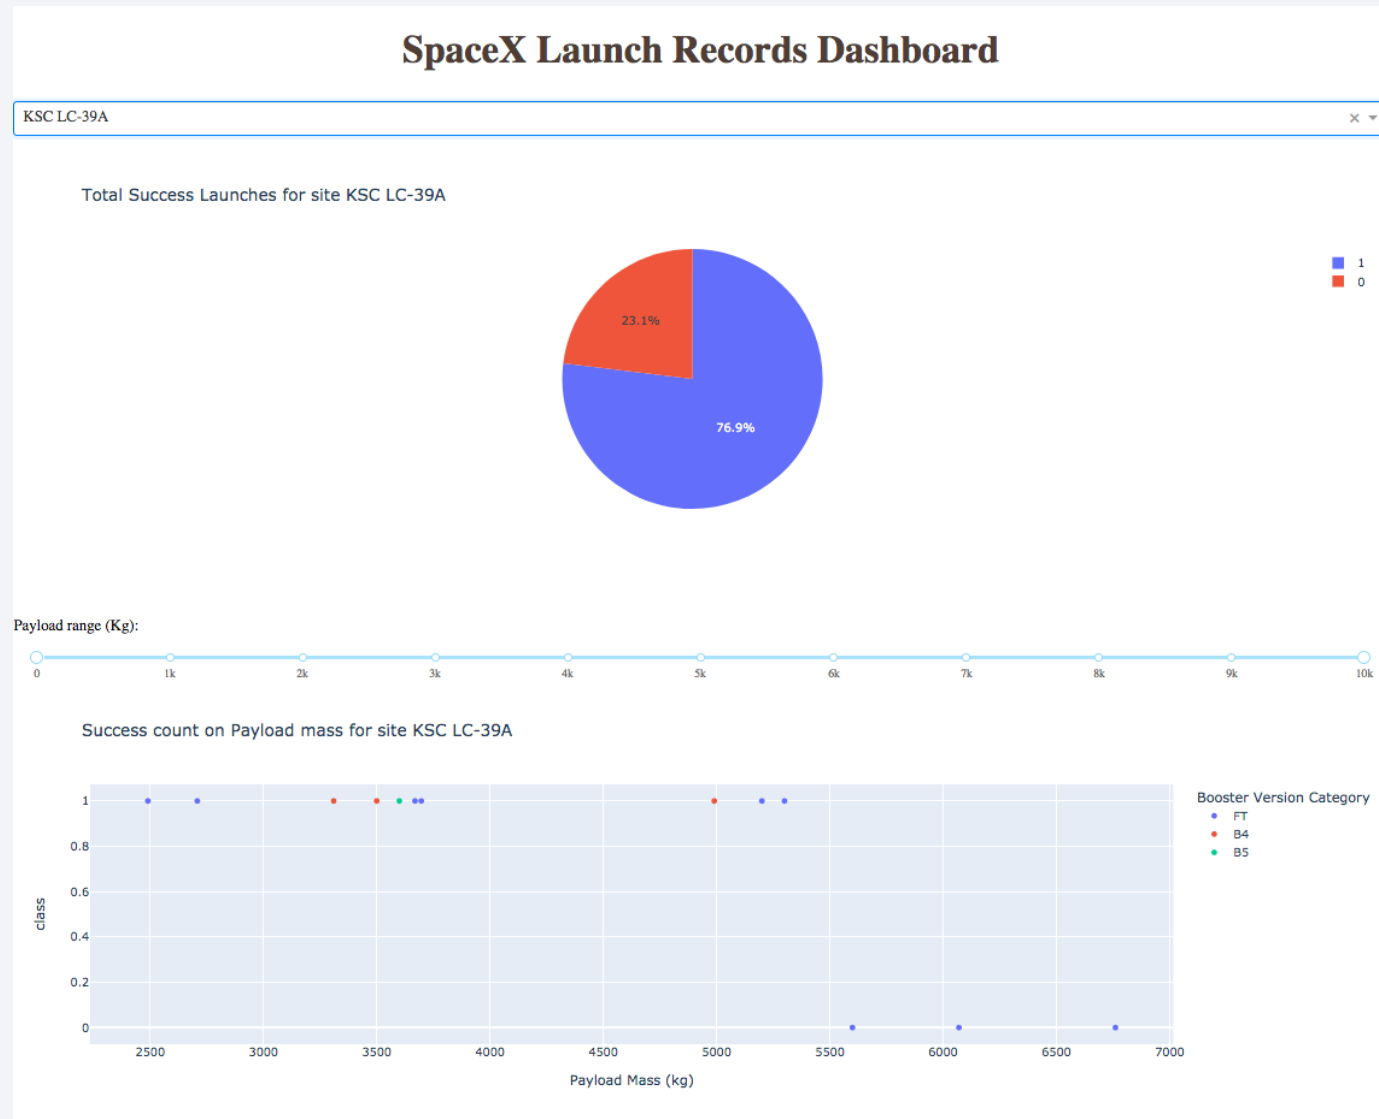 SpaceX Launch Records Dashboard
KSC LC-39A
Total Success Launches for site KSC LC-39A
1
0
23.1%
76.9%
Payload range (Kg):
0 1k 2k 3k 4k 5k 6k 7k 8k 9k 10k
Success count on Payload mass for site KSC LC-39A
Booster Version Category
FT
B4
B5
1
0.8
0.6
0.4
0.2
0
class
2500 3000 3500 4000 4500 5000 5500 6000 6500 7000
Payload Mass (kg)